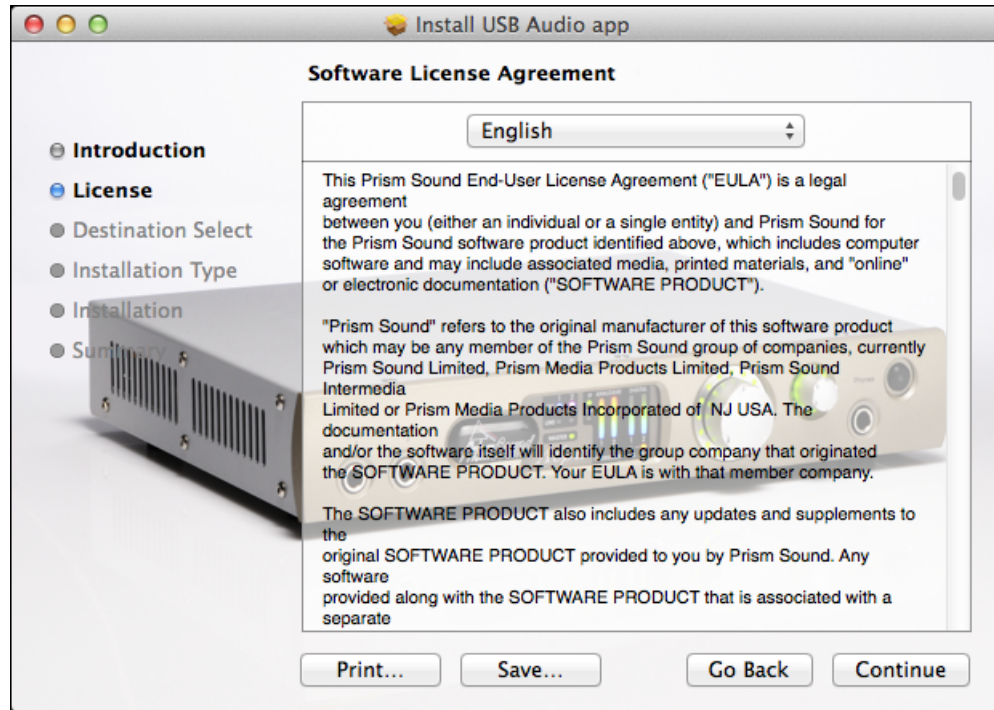 Install USB Audio app
Software License Agreement
English
Introduction
License
Destination Select
Installation Type
Installation
Summary
This Prism Sound End-User License Agreement ("EULA") is a legal
agreement
between you (either an individual or a single entity) and Prism Sound for
the Prism Sound software product identified above, which includes computer
software and may include associated media, printed materials, and "online"
or electronic documentation ("SOFTWARE PRODUCT").
"Prism Sound" refers to the original manufacturer of this software product
which may be any member of the Prism Sound group of companies, currently
Prism Sound Limited, Prism Media Products Limited, Prism Sound
Intermedia
Limited or Prism Media Products Incorporated of  NJ USA. The
documentation
and/or the software itself will identify the group company that originated
the SOFTWARE PRODUCT. Your EULA is with that member company.
The SOFTWARE PRODUCT also includes any updates and supplements to
the
original SOFTWARE PRODUCT provided to you by Prism Sound. Any
software
provided along with the SOFTWARE PRODUCT that is associated with a
separate
Print...
Save...
Go Back
Continue